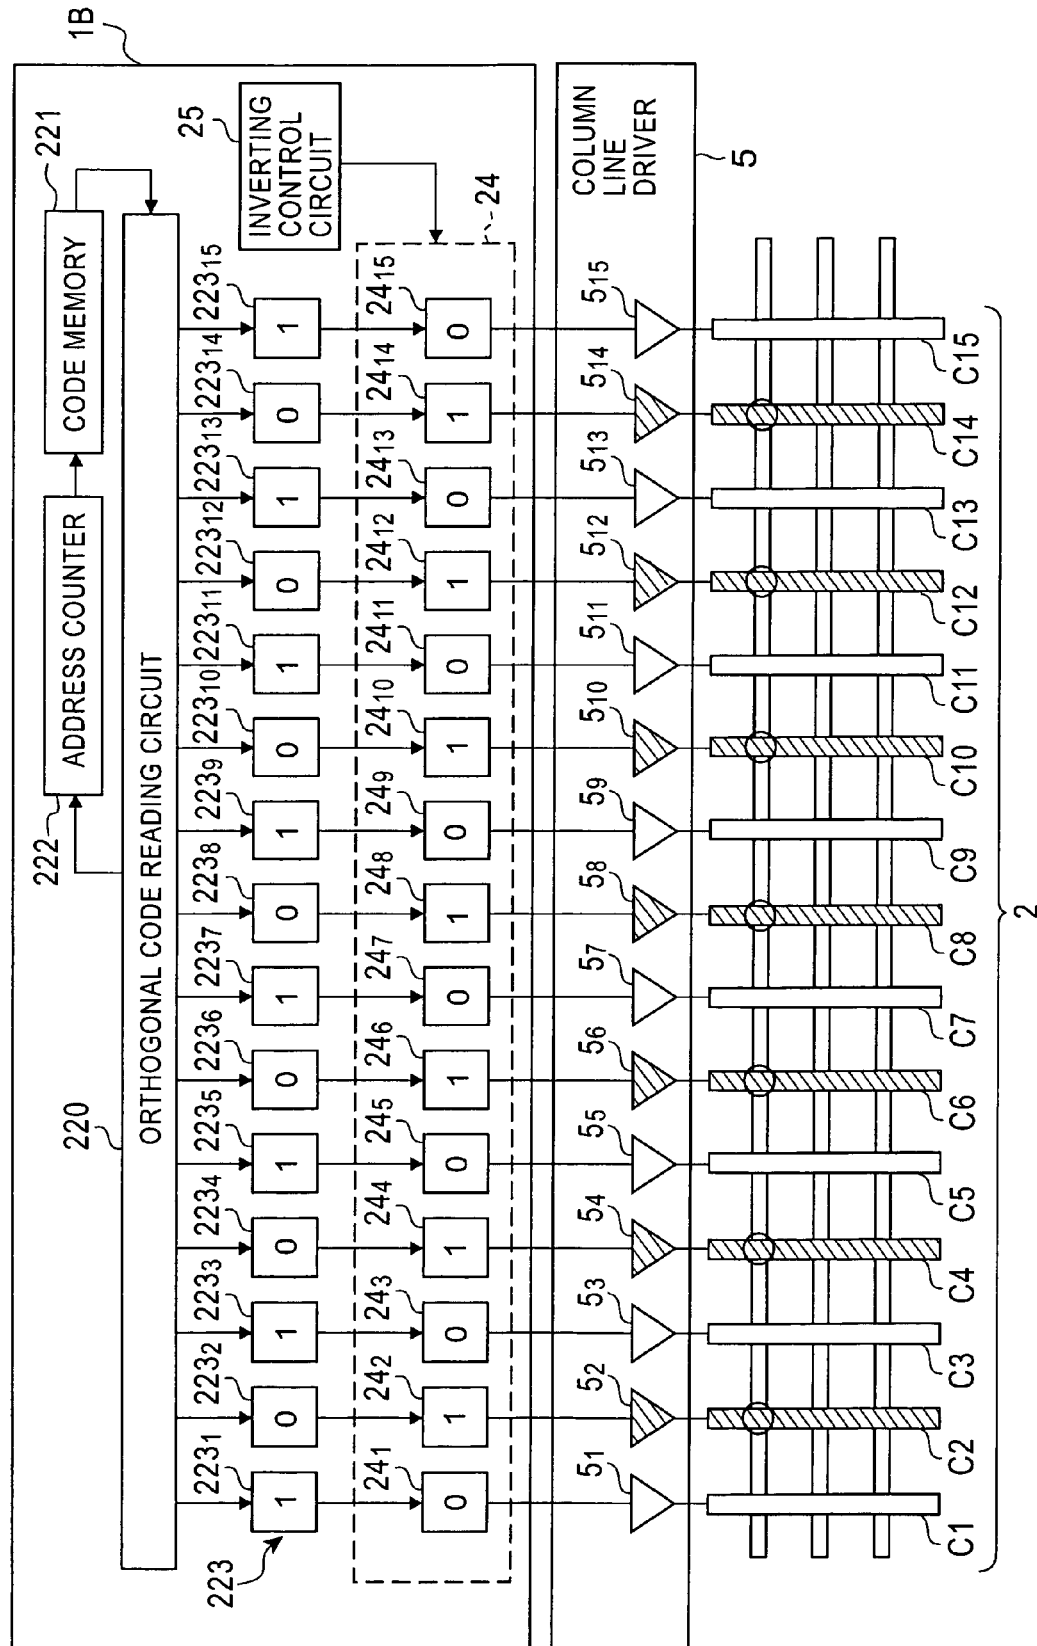 1B
222
ADDRESS COUNTER
CODE MEMORY
221
220
ORTHOGONAL CODE READING CIRCUIT
25
INVERTING
CONTROL
CIRCUIT
223
2231 2232 2233 2234 2235 2236 2237 2238 2239 22310 22311 22312 22313 22314 22315
1 0 1 0 1 0 1 0 1 0 1 0 1 0 1
24
241 242 243 244 245 246 247 248 249 2410 2411 2412 2413 2414 2415
0 1 0 1 0 1 0 1 0 1 0 1 0 1 0
COLUMN
LINE
DRIVER
5
51 52 53 54 55 56 57 58 59 510 511 512 513 514 515
C1 C2 C3 C4 C5 C6 C7 C8 C9 C10 C11 C12 C13 C14 C15
2